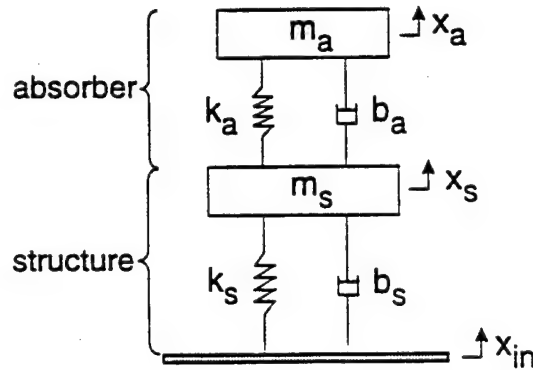 m_a
x_a
absorber
k_a
b_a
m_s
x_s
structure
k_s
b_s
x_in